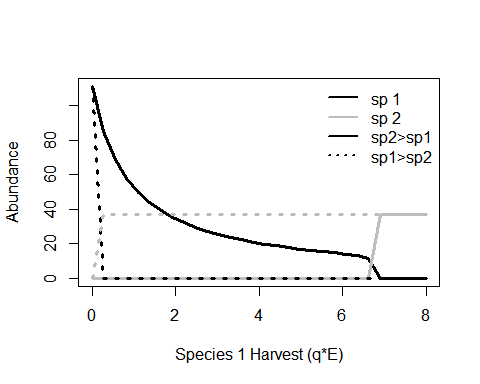 sp 1
sp 2
sp2>sp1
sp1>sp2
Abundance
0 20 40 60 80
0 2 4 6 8
Species 1 Harvest (q*E)